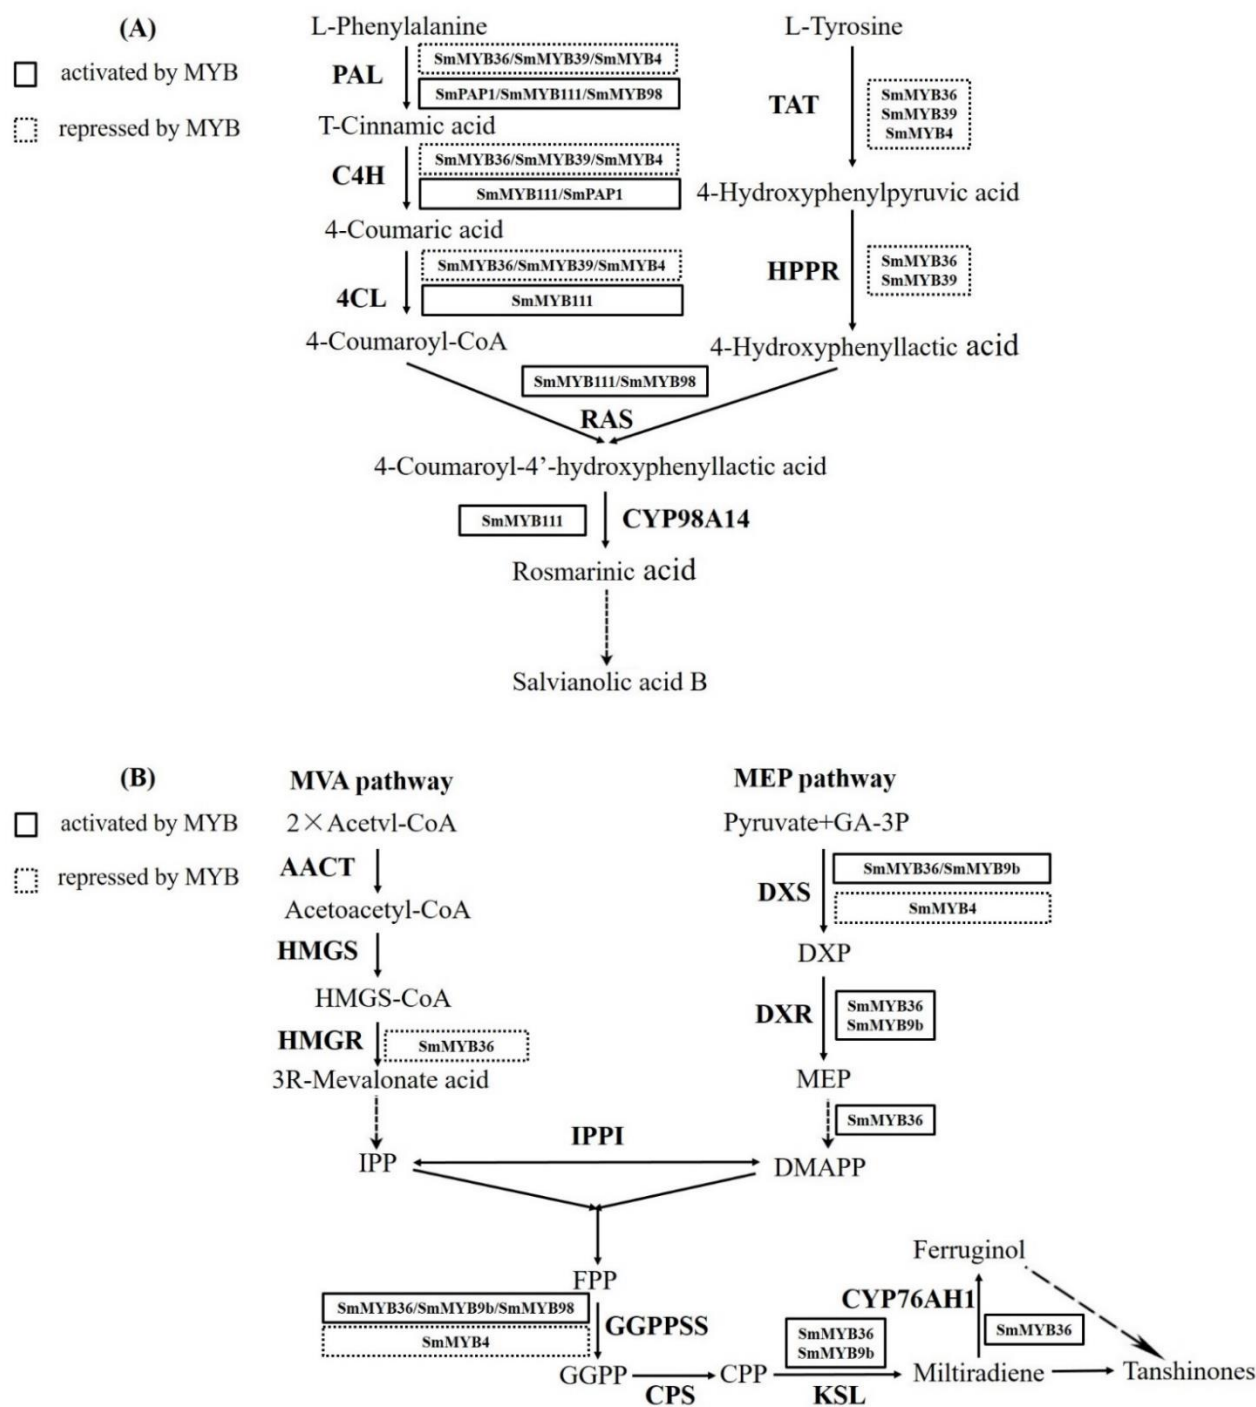 (A)
L-Phenylalanine
L-Tyrosine
activated by MYB
repressed by MYB
PAL
SmMYB36/SmMYB39/SmMYB4
SmPAP1/SmMYB111/SmMYB98
TAT
SmMYB36
SmMYB39
SmMYB4
T-Cinnamic acid
C4H
SmMYB36/SmMYB39/SmMYB4
SmMYB111/SmPAP1
4-Hydroxyphenylpyruvic acid
4-Coumaric acid
4CL
SmMYB36/SmMYB39/SmMYB4
SmMYB111
HPPR
SmMYB36
SmMYB39
4-Coumaroyl-CoA
4-Hydroxyphenyllactic acid
SmMYB111/SmMYB98
RAS
4-Coumaroyl-4’-hydroxyphenyllactic acid
SmMYB111
CYP98A14
Rosmarinic acid
Salvianolic acid B
(B)
MVA pathway
MEP pathway
activated by MYB
repressed by MYB
2×Acetvl-CoA
Pyruvate+GA-3P
AACT
DXS
SmMYB36/SmMYB9b
SmMYB4
Acetoacetyl-CoA
HMGS
DXP
HMGS-CoA
DXR
SmMYB36
SmMYB9b
HMGR
SmMYB36
3R-Mevalonate acid
MEP
SmMYB36
IPPI
IPP
DMAPP
FPP
Ferruginol
SmMYB36/SmMYB9b/SmMYB98
SmMYB4
GGPPSS
CYP76AH1
SmMYB36
SmMYB36
SmMYB9b
GGPP
CPS
CPP
KSL
Miltiradiene
Tanshinones